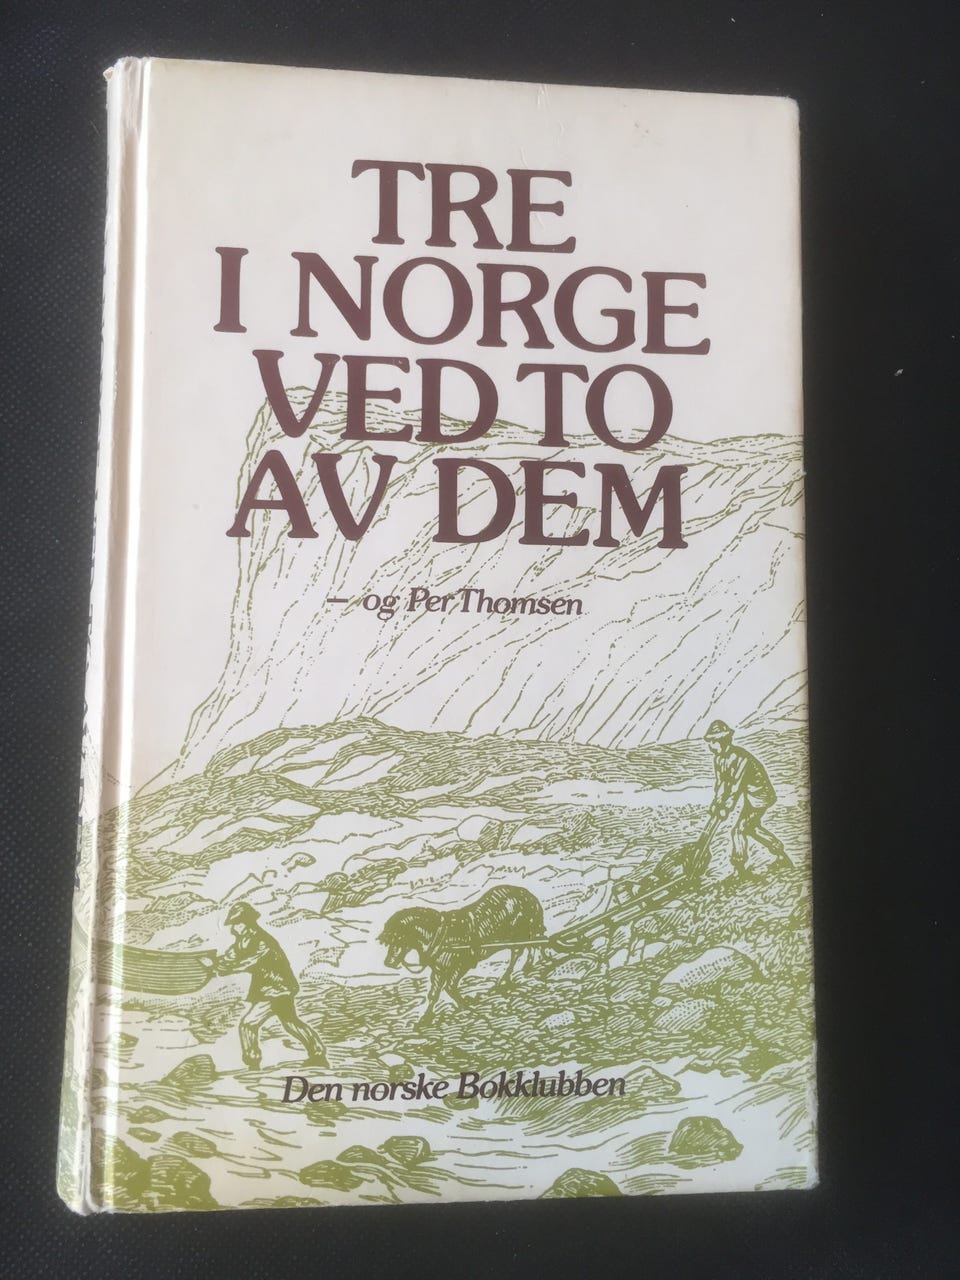 TRE
I NORGE
VED TO
AV DEM
— og Per Thomsen
Den norske Bokklubben